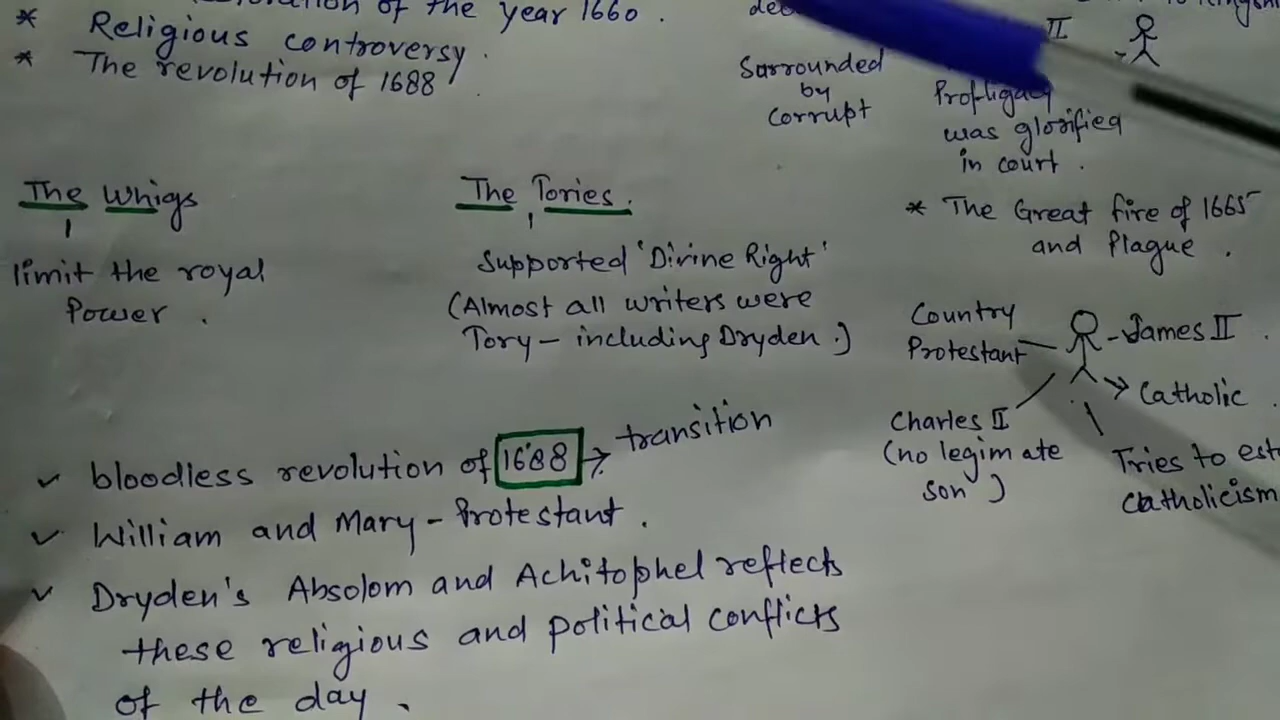 of the year 1660 .
* Religious controversy .
* The revolution of 1688 .
II
Surrounded
by
Corrupt
Profligacy
was glorified
in court .
* The Great fire of 1665
and Plague .
The Whigs
limit the royal
Power .
The Tories .
Supported 'Divine Right'
(Almost all writers were
Tory - including Dryden .)
Country
Protestant
- James II .
Catholic .
Charles II
(no legim ate
son )
Tries to
Catholicism
✓ bloodless revolution of 1688 → transition
✓ William and Mary - Protestant .
✓ Dryden's Absolom and Achitophel reflects
these religious and political conflicts
of the day .